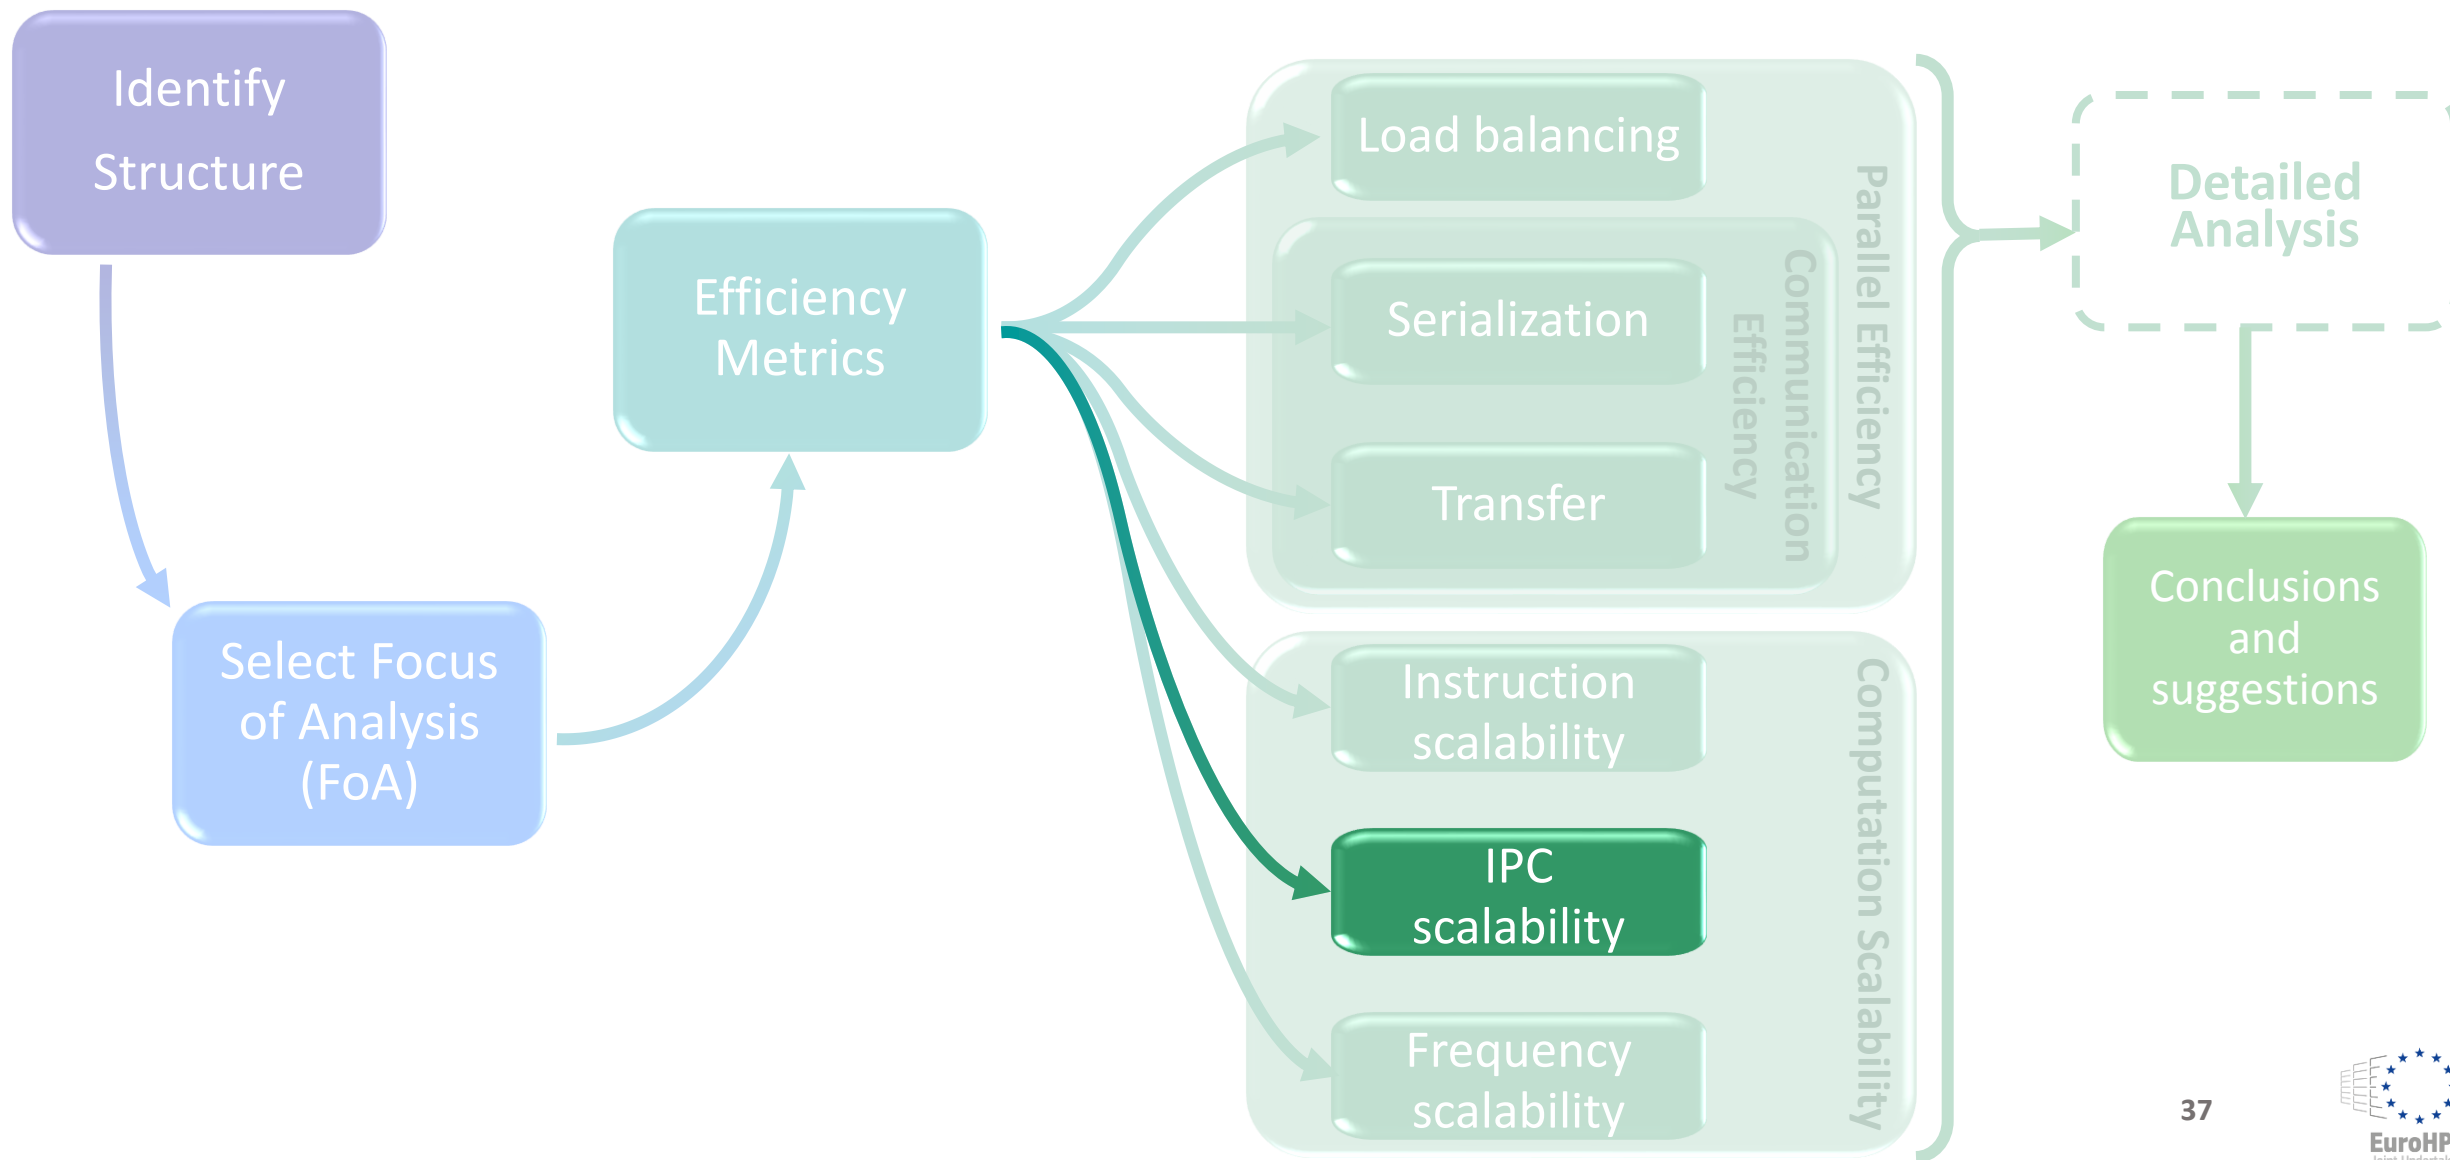 Identify
Structure
Select Focus
of Analysis
(FoA)
Efficiency
Metrics
Load balancing
Serialization
Transfer
Communication
Efficiency
Parallel Efficiency
Instruction
scalability
IPC
scalability
Frequency
scalability
Computation Scalability
Detailed
Analysis
Conclusions
and
suggestions
37
EuroHP